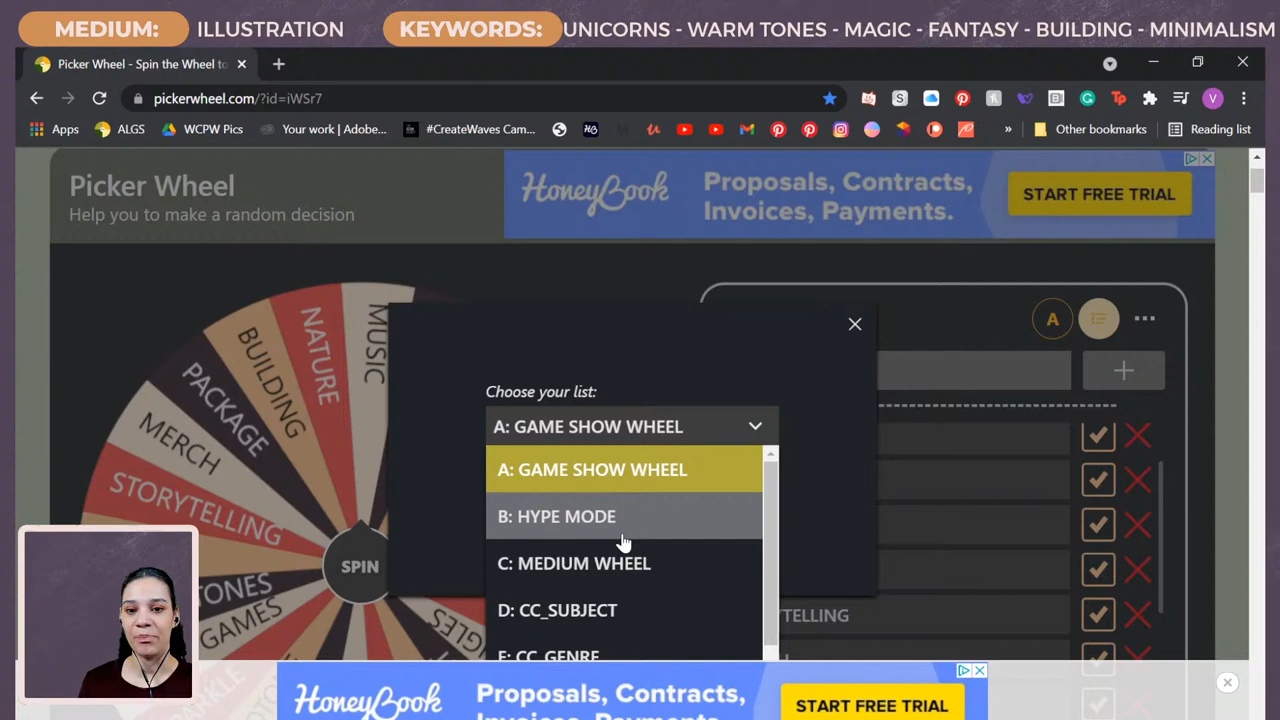 MEDIUM: ILLUSTRATION KEYWORDS: UNICORNS - WARM TONES - MAGIC - FANTASY - BUILDING - MINIMALISM
Picker Wheel - Spin the Wheel to
pickerwheel.com/?id=iWSr7
Apps ALGS WCPW Pics Your work | Adobe... #CreateWaves Cam... » Other bookmarks Reading list
Picker Wheel
Help you to make a random decision
HoneyBook
Proposals, Contracts,
Invoices, Payments.
START FREE TRIAL
MUSIC
NATURE
BUILDING
PACKAGE
MERCH
STORYTELLING
TONES
GAMES
SPIN
A
Choose your list:
A: GAME SHOW WHEEL
A: GAME SHOW WHEEL
B: HYPE MODE
C: MEDIUM WHEEL
D: CC_SUBJECT
E: CC_GENRE
YTELLING
HoneyBook
Proposals, Contracts,
START FREE TRIAL